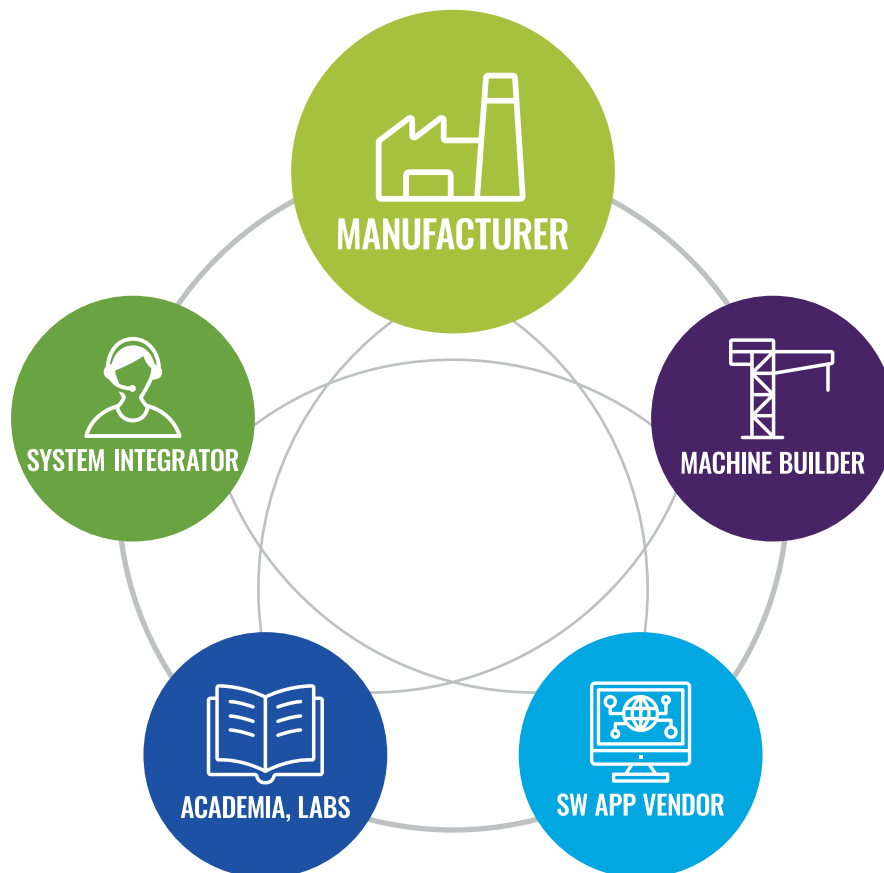 MANUFACTURER
SYSTEM INTEGRATOR
MACHINE BUILDER
ACADEMIA, LABS
SW APP VENDOR